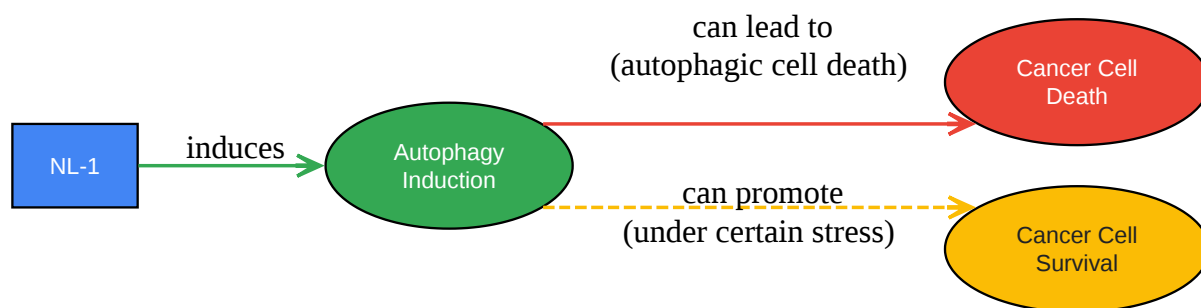 NL-1
induces
Autophagy
Induction
can lead to
(autophagic cell death)
Cancer Cell
Death
can promote
(under certain stress)
Cancer Cell
Survival